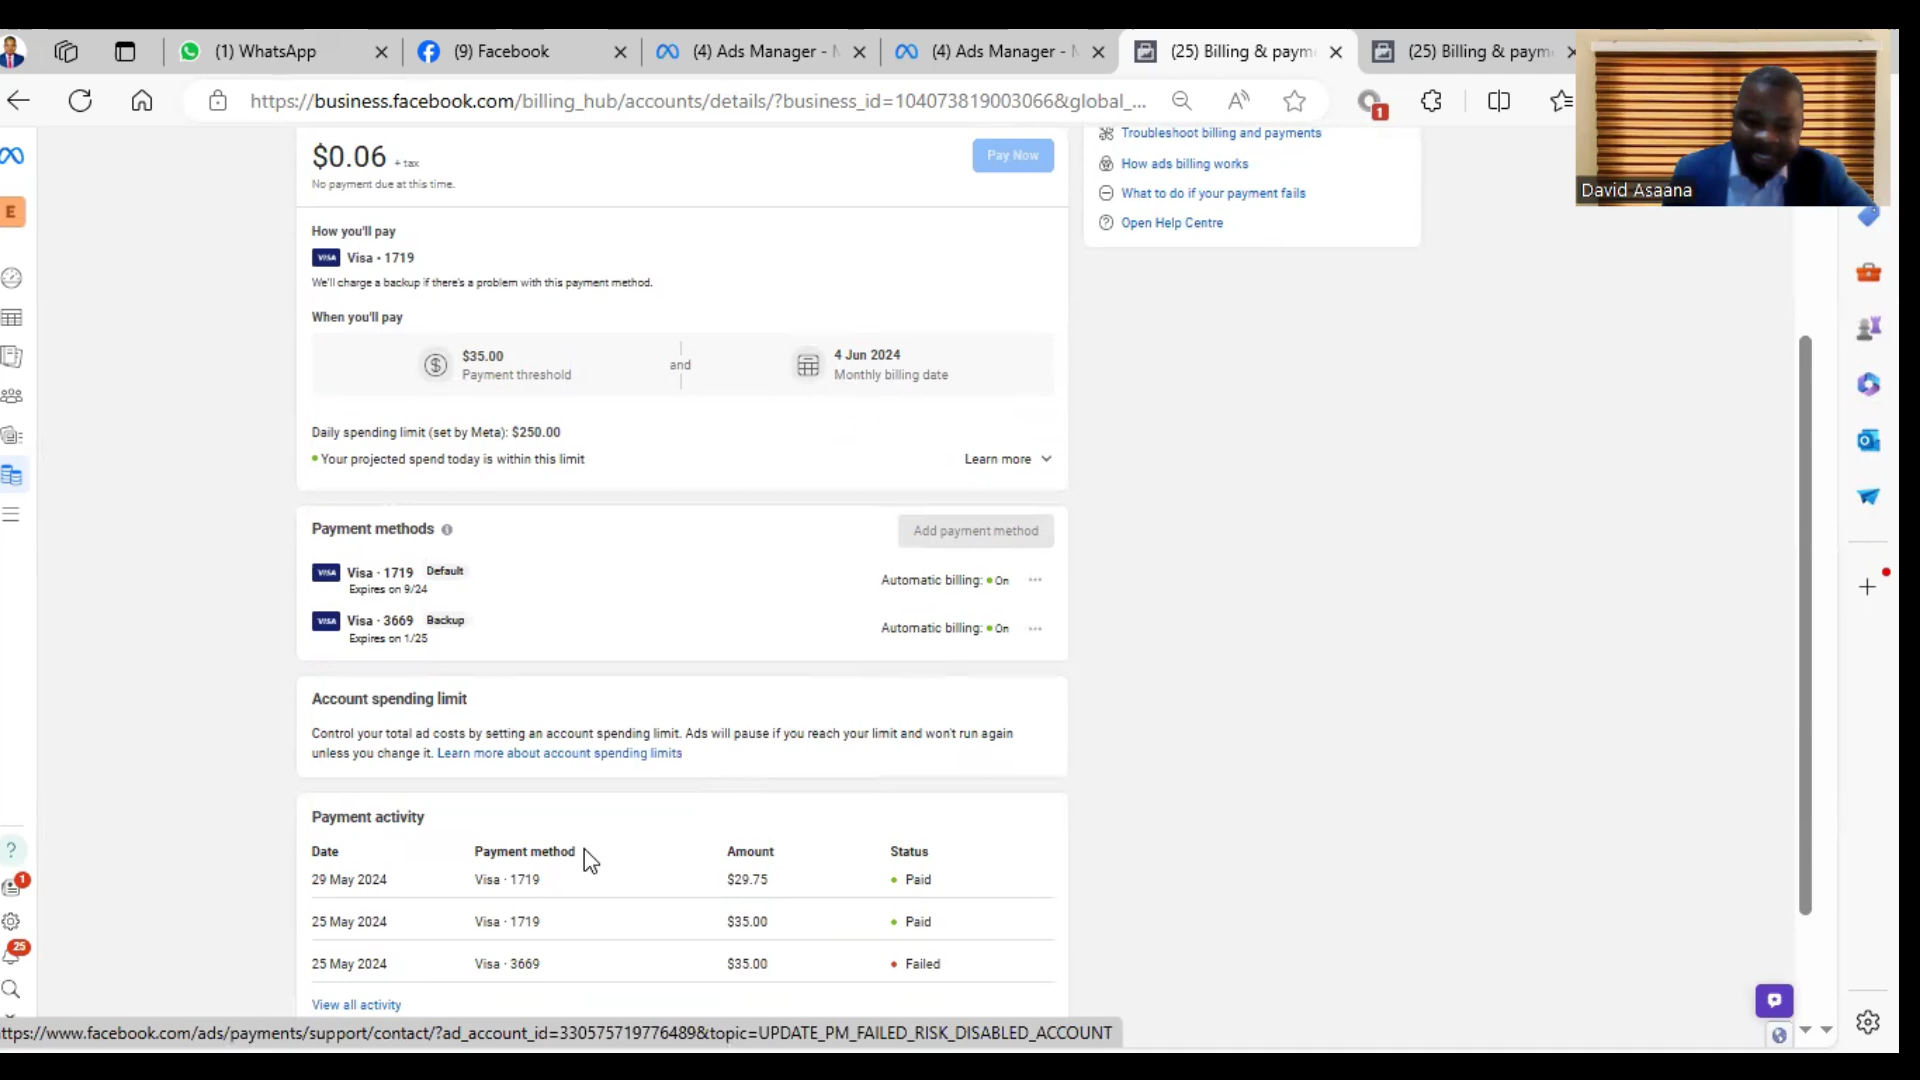 (1) WhatsApp
(9) Facebook
(4) Ads Manager -
(4) Ads Manager -
(25) Billing & paym
(25) Billing & paym
https://business.facebook.com/billing_hub/accounts/details/?business_id=104073819003066&global_...
1
David Asaana
$0.06 + tax
Pay Now
No payment due at this time.
Troubleshoot billing and payments
How ads billing works
What to do if your payment fails
Open Help Centre
E
How you'll pay
VISA Visa • 1719
We'll charge a backup if there's a problem with this payment method.
When you'll pay
$35.00
Payment threshold
and
4 Jun 2024
Monthly billing date
Daily spending limit (set by Meta): $250.00
Your projected spend today is within this limit
Learn more
Payment methods
Add payment method
VISA Visa · 1719 Default
Expires on 9/24
Automatic billing: On
VISA Visa · 3669 Backup
Expires on 1/25
Automatic billing: On
Account spending limit
Control your total ad costs by setting an account spending limit. Ads will pause if you reach your limit and won't run again
unless you change it. Learn more about account spending limits
Payment activity
Date Payment method Amount Status
29 May 2024 Visa · 1719 $29.75 Paid
25 May 2024 Visa · 1719 $35.00 Paid
25 May 2024 Visa · 3669 $35.00 Failed
View all activity
1
25
ttps://www.facebook.com/ads/payments/support/contact/?ad_account_id=330575719776489&topic=UPDATE_PM_FAILED_RISK_DISABLED_ACCOUNT